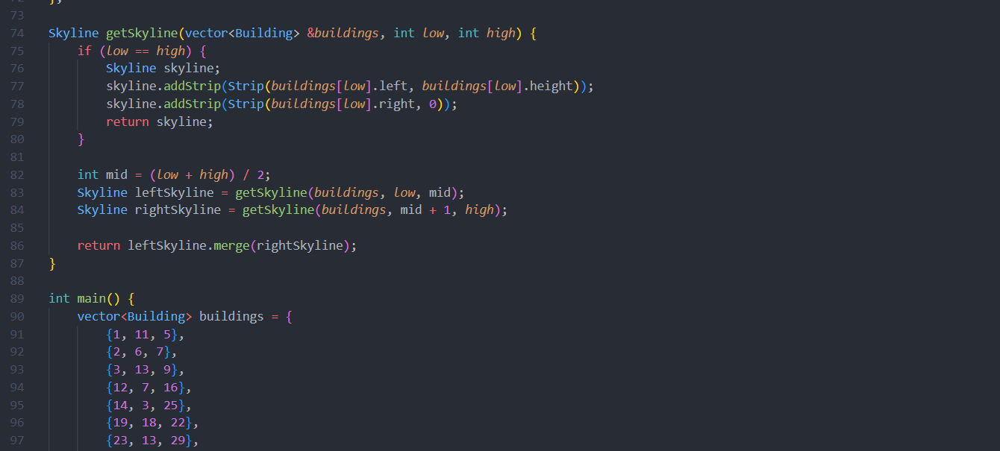 72 };
73
74 Skyline getSkyline(vector<Building> &buildings, int low, int high) {
75     if (low == high) {
76         Skyline skyline;
77         skyline.addStrip(Strip(buildings[low].left, buildings[low].height));
78         skyline.addStrip(Strip(buildings[low].right, 0));
79         return skyline;
80     }
81
82     int mid = (low + high) / 2;
83     Skyline leftSkyline = getSkyline(buildings, low, mid);
84     Skyline rightSkyline = getSkyline(buildings, mid + 1, high);
85
86     return leftSkyline.merge(rightSkyline);
87 }
88
89 int main() {
90     vector<Building> buildings = {
91         {1, 11, 5},
92         {2, 6, 7},
93         {3, 13, 9},
94         {12, 7, 16},
95         {14, 3, 25},
96         {19, 18, 22},
97         {23, 13, 29},